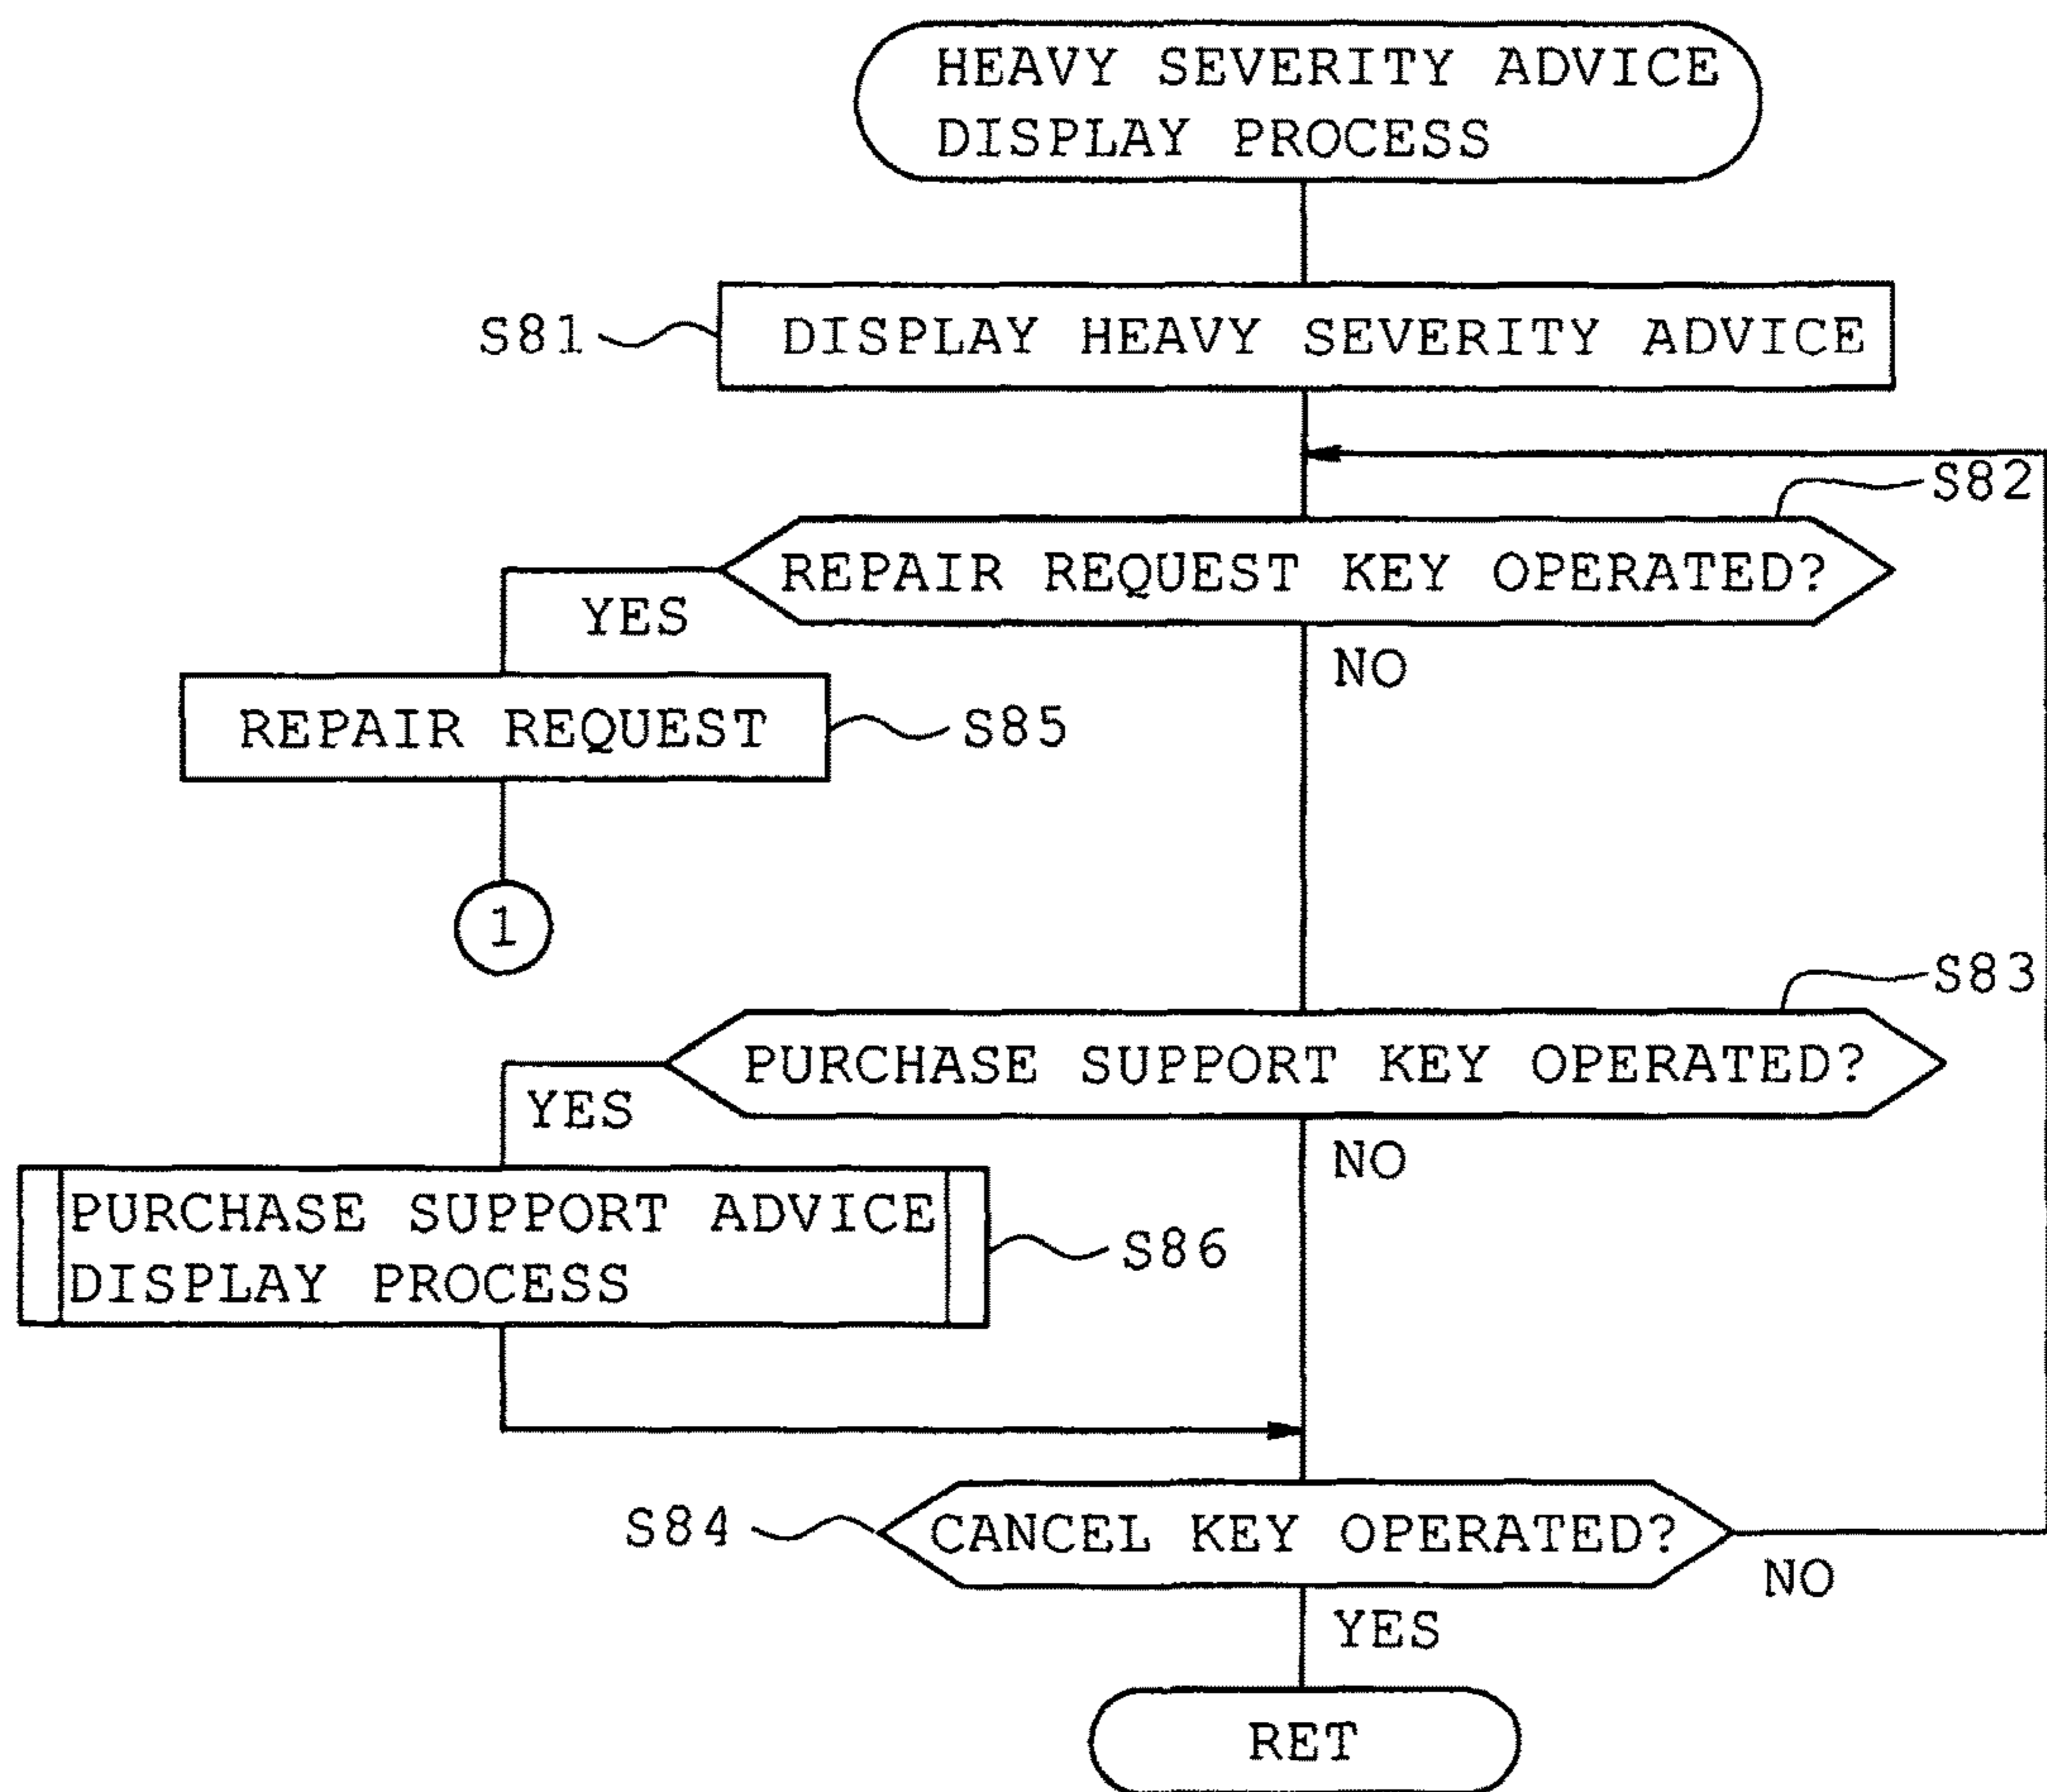 HEAVY SEVERITY ADVICE
DISPLAY PROCESS
S81
DISPLAY HEAVY SEVERITY ADVICE
S82
REPAIR REQUEST KEY OPERATED?
YES
NO
REPAIR REQUEST
S85
1
S83
PURCHASE SUPPORT KEY OPERATED?
YES
NO
PURCHASE SUPPORT ADVICE
DISPLAY PROCESS
S86
S84
CANCEL KEY OPERATED?
NO
YES
RET